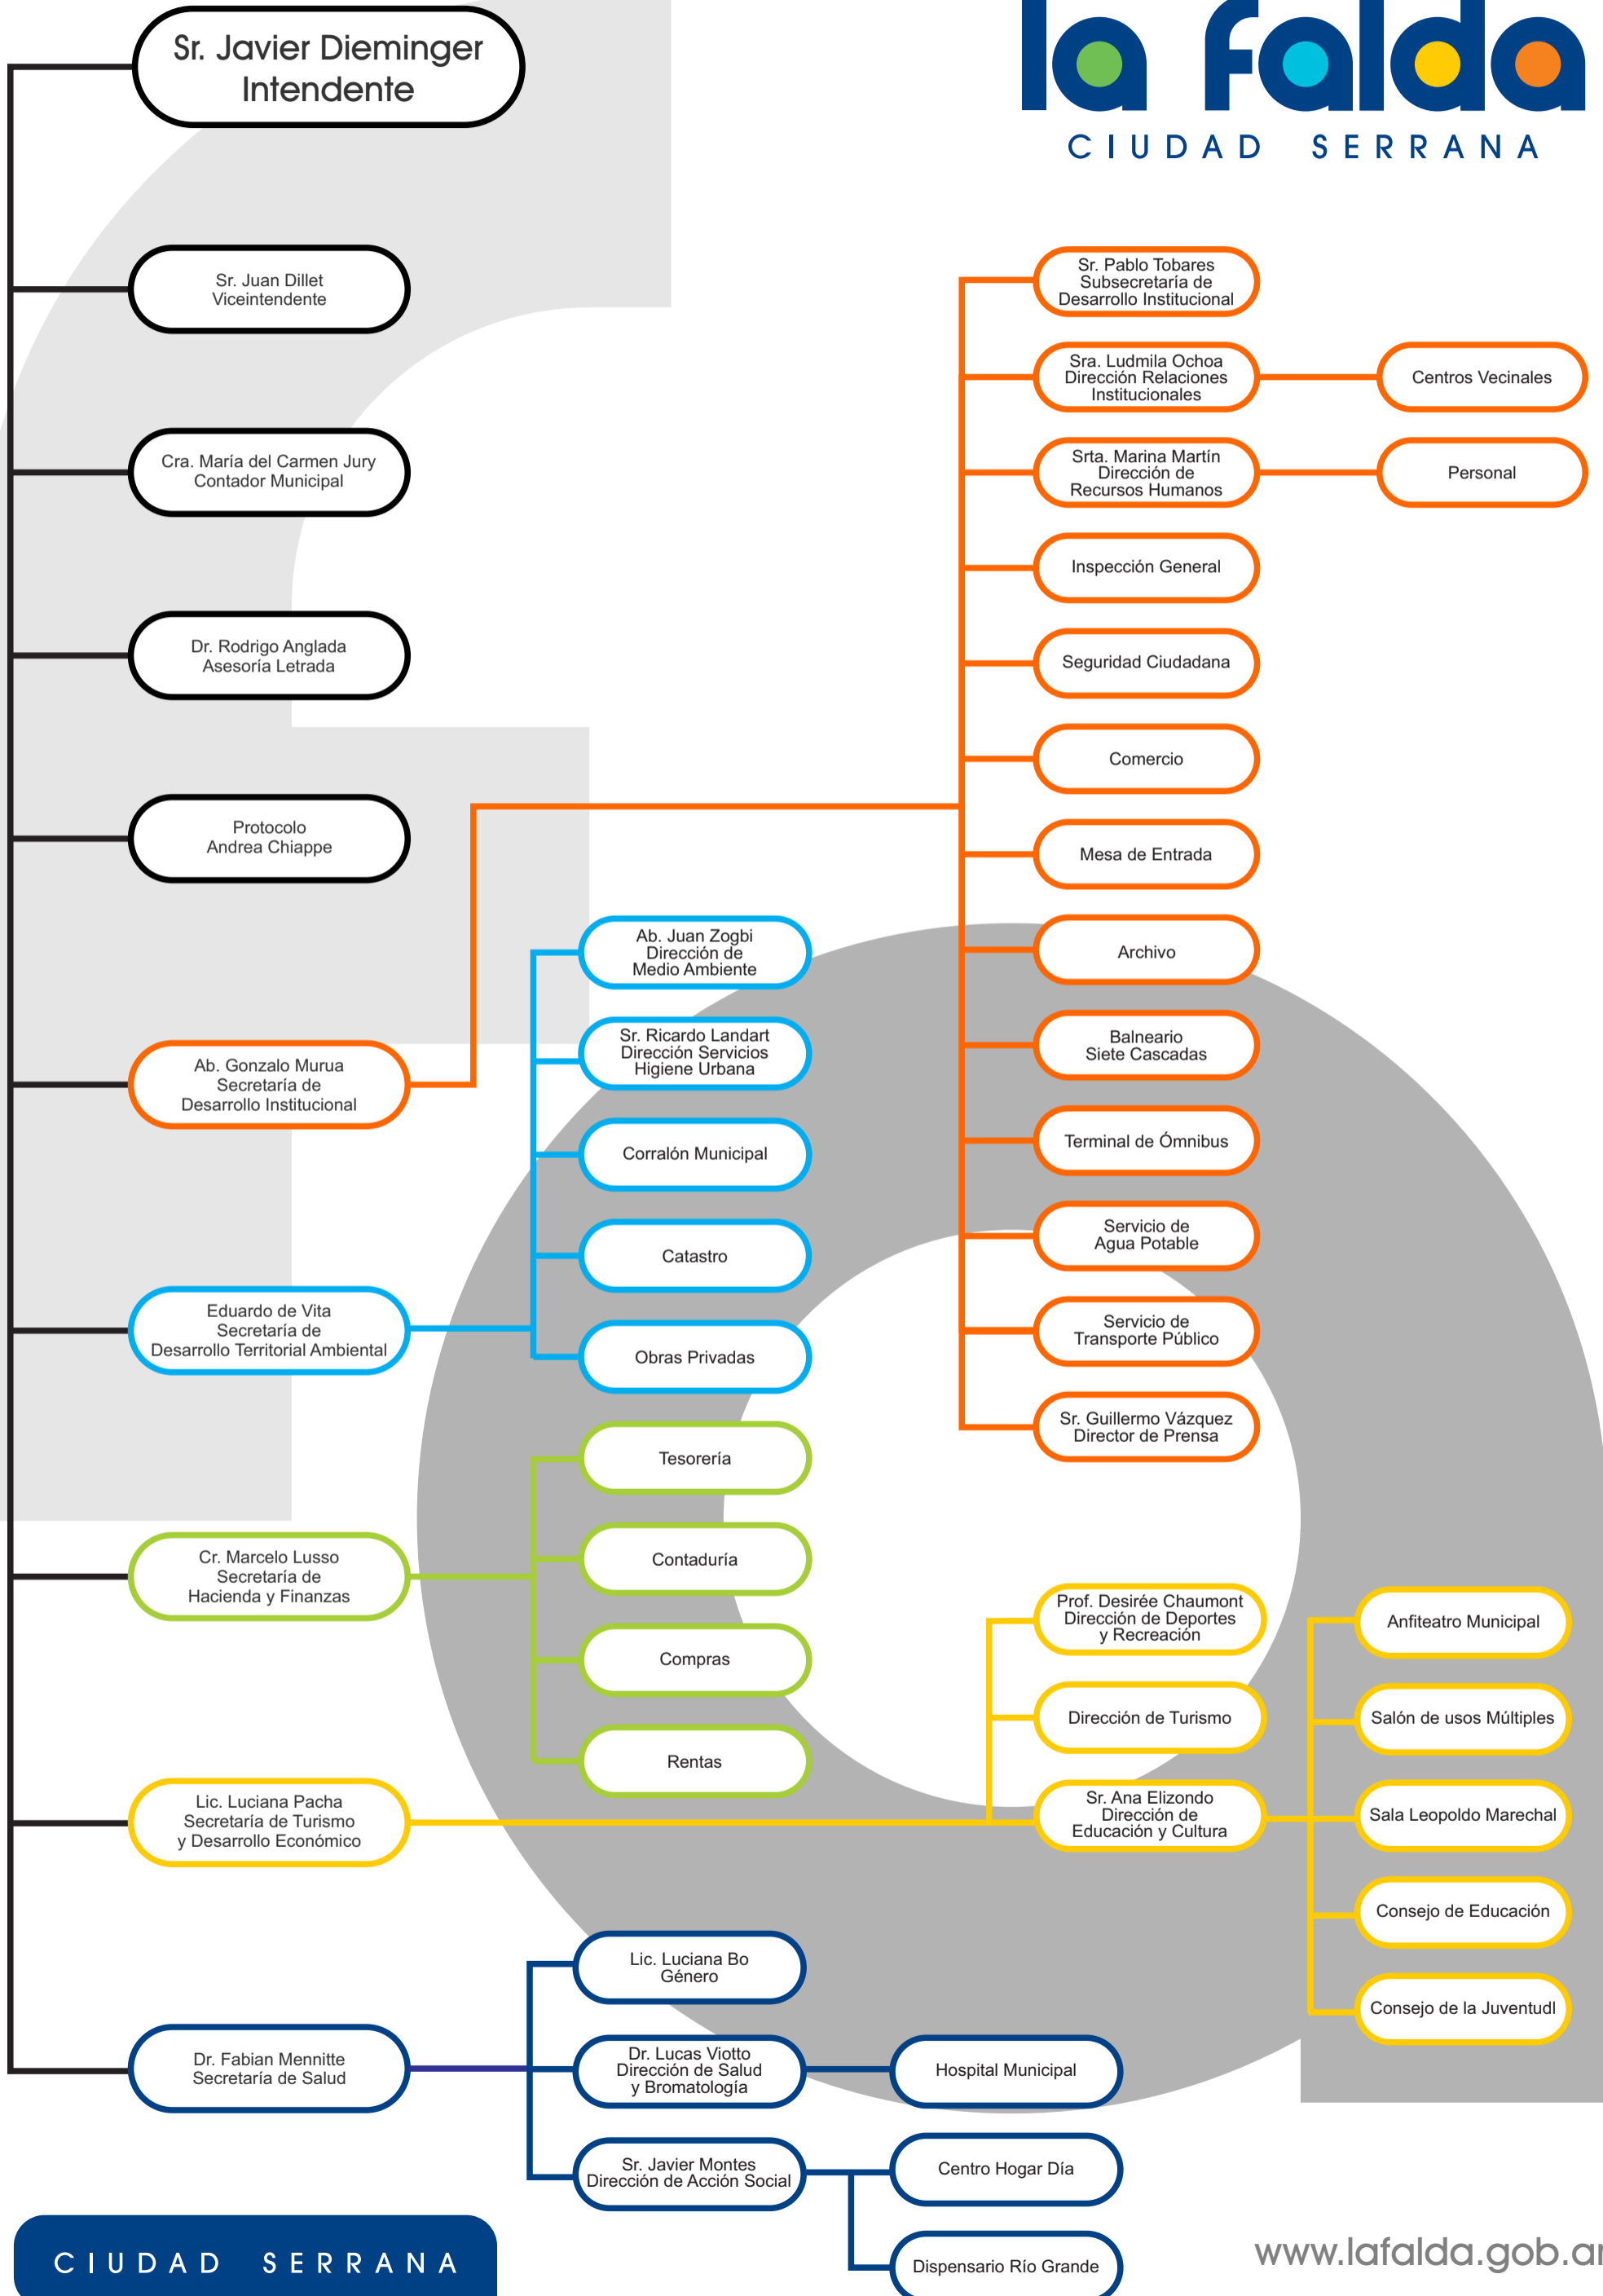 Sr. Javier Dieminger
Intendente
la falda
CIUDAD SERRANA
Sr. Juan Dillet
Viceintendente
Cra. María del Carmen Jury
Contador Municipal
Dr. Rodrigo Anglada
Asesoría Letrada
Protocolo
Andrea Chiappe
Ab. Gonzalo Murua
Secretaría de
Desarrollo Institucional
Sr. Pablo Tobares
Subsecretaría de
Desarrollo Institucional
Sra. Ludmila Ochoa
Dirección Relaciones
Institucionales
Centros Vecinales
Srta. Marina Martín
Dirección de
Recursos Humanos
Personal
Inspección General
Seguridad Ciudadana
Comercio
Mesa de Entrada
Archivo
Balneario
Siete Cascadas
Terminal de Ómnibus
Servicio de
Agua Potable
Servicio de
Transporte Público
Sr. Guillermo Vázquez
Director de Prensa
Eduardo de Vita
Secretaría de
Desarrollo Territorial Ambiental
Ab. Juan Zogbi
Dirección de
Medio Ambiente
Sr. Ricardo Landart
Dirección Servicios
Higiene Urbana
Corralón Municipal
Catastro
Obras Privadas
Cr. Marcelo Lusso
Secretaría de
Hacienda y Finanzas
Tesorería
Contaduría
Compras
Rentas
Lic. Luciana Pacha
Secretaría de Turismo
y Desarrollo Económico
Prof. Desirée Chaumont
Dirección de Deportes
y Recreación
Dirección de Turismo
Sr. Ana Elizondo
Dirección de
Educación y Cultura
Anfiteatro Municipal
Salón de usos Múltiples
Sala Leopoldo Marechal
Consejo de Educación
Consejo de la Juventudl
Dr. Fabian Mennitte
Secretaría de Salud
Lic. Luciana Bo
Género
Dr. Lucas Viotto
Dirección de Salud
y Bromatología
Hospital Municipal
Sr. Javier Montes
Dirección de Acción Social
Centro Hogar Día
Dispensario Río Grande
CIUDAD SERRANA
www.lafalda.gob.ar